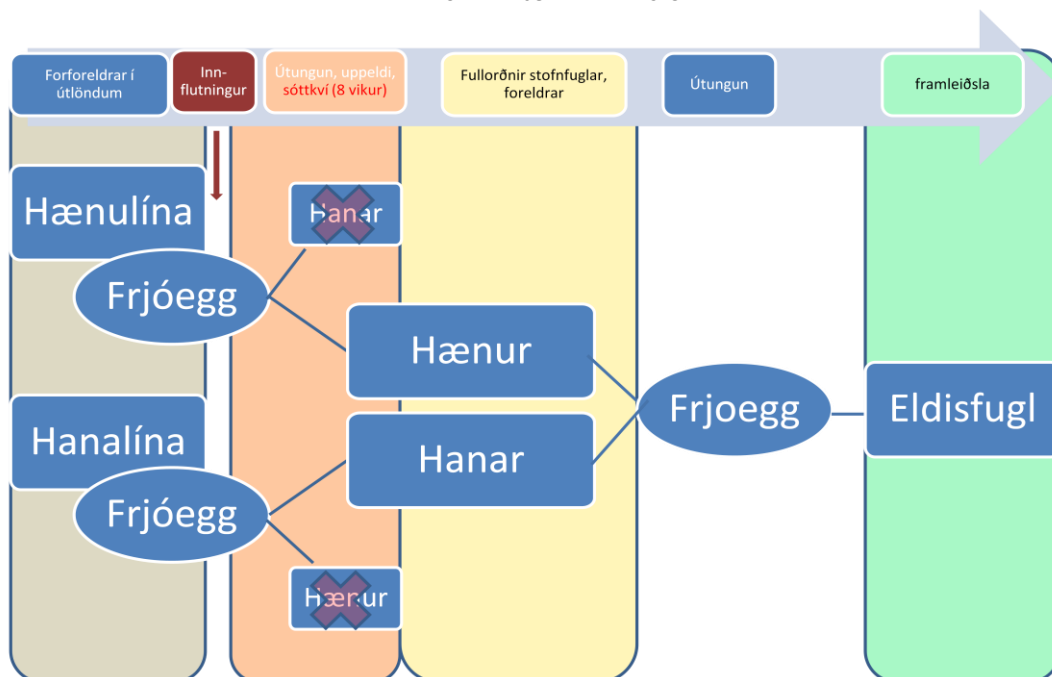 Forforeldrar í
útlöndum
Inn-
flutningur
Útungun, uppeldi,
sóttkví (8 vikur)
Fullorðnir stofnfuglar,
foreldrar
Útungun
framleiðsla
Hænulína
Frjóegg
Hanar
Hænur
Hanalína
Frjóegg
Hanar
Hænur
Frjoegg
Eldisfugl